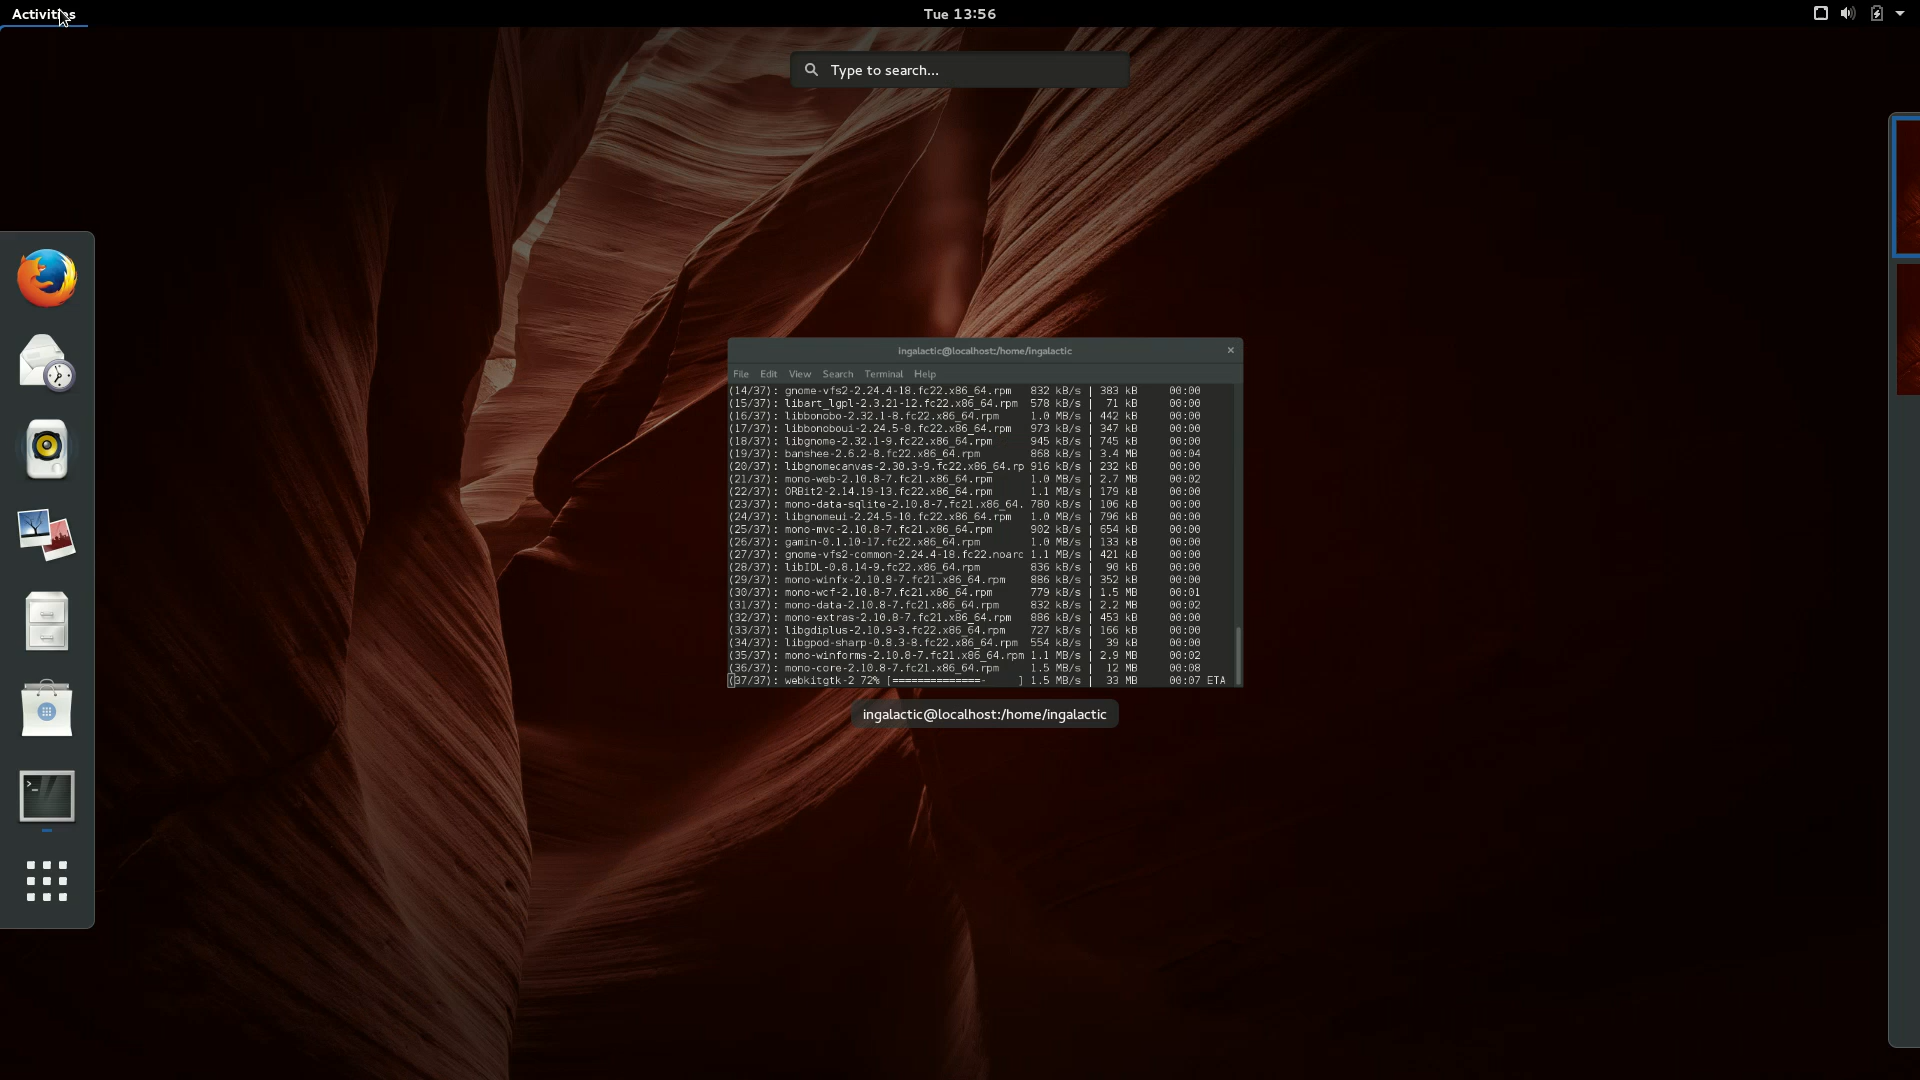 Activities
Tue 13:56
Type to search...
ingalactic@localhost:/home/ingalactic
File Edit View Search Terminal Help
(14/37): gnome-vfs2-2.24.4-18.fc22.x86_64.rpm 832 kB/s | 383 kB 00:00
(15/37): libart_lgpl-2.3.21-12.fc22.x86_64.rpm 578 kB/s | 71 kB 00:00
(16/37): libbonobo-2.32.1-8.fc22.x86_64.rpm 1.0 MB/s | 442 kB 00:00
(17/37): libbonoboui-2.24.5-8.fc22.x86_64.rpm 973 kB/s | 347 kB 00:00
(18/37): libgnome-2.32.1-9.fc22.x86_64.rpm 945 kB/s | 745 kB 00:00
(19/37): banshee-2.6.2-8.fc22.x86_64.rpm 868 kB/s | 3.4 MB 00:04
(20/37): libgnomecanvas-2.30.3-9.fc22.x86_64.rp 916 kB/s | 232 kB 00:00
(21/37): mono-web-2.10.8-7.fc21.x86_64.rpm 1.0 MB/s | 2.7 MB 00:02
(22/37): ORBit2-2.14.19-13.fc22.x86_64.rpm 1.1 MB/s | 179 kB 00:00
(23/37): mono-data-sqlite-2.10.8-7.fc21.x86_64. 780 kB/s | 106 kB 00:00
(24/37): libgnomeui-2.24.5-10.fc22.x86_64.rpm 1.0 MB/s | 796 kB 00:00
(25/37): mono-mvc-2.10.8-7.fc21.x86_64.rpm 902 kB/s | 654 kB 00:00
(26/37): gamin-0.1.10-17.fc22.x86_64.rpm 1.0 MB/s | 133 kB 00:00
(27/37): gnome-vfs2-common-2.24.4-18.fc22.noarc 1.1 MB/s | 421 kB 00:00
(28/37): libIDL-0.8.14-9.fc22.x86_64.rpm 836 kB/s | 90 kB 00:00
(29/37): mono-winfx-2.10.8-7.fc21.x86_64.rpm 886 kB/s | 352 kB 00:00
(30/37): mono-wcf-2.10.8-7.fc21.x86_64.rpm 779 kB/s | 1.5 MB 00:01
(31/37): mono-data-2.10.8-7.fc21.x86_64.rpm 832 kB/s | 2.2 MB 00:02
(32/37): mono-extras-2.10.8-7.fc21.x86_64.rpm 886 kB/s | 453 kB 00:00
(33/37): libgdiplus-2.10.9-3.fc22.x86_64.rpm 727 kB/s | 166 kB 00:00
(34/37): libgpod-sharp-0.8.3-8.fc22.x86_64.rpm 554 kB/s | 39 kB 00:00
(35/37): mono-winforms-2.10.8-7.fc21.x86_64.rpm 1.1 MB/s | 2.9 MB 00:02
(36/37): mono-core-2.10.8-7.fc21.x86_64.rpm 1.5 MB/s | 12 MB 00:08
(37/37): webkitgtk-2 72% [==============- ] 1.5 MB/s | 33 MB 00:07 ETA
ingalactic@localhost:/home/ingalactic